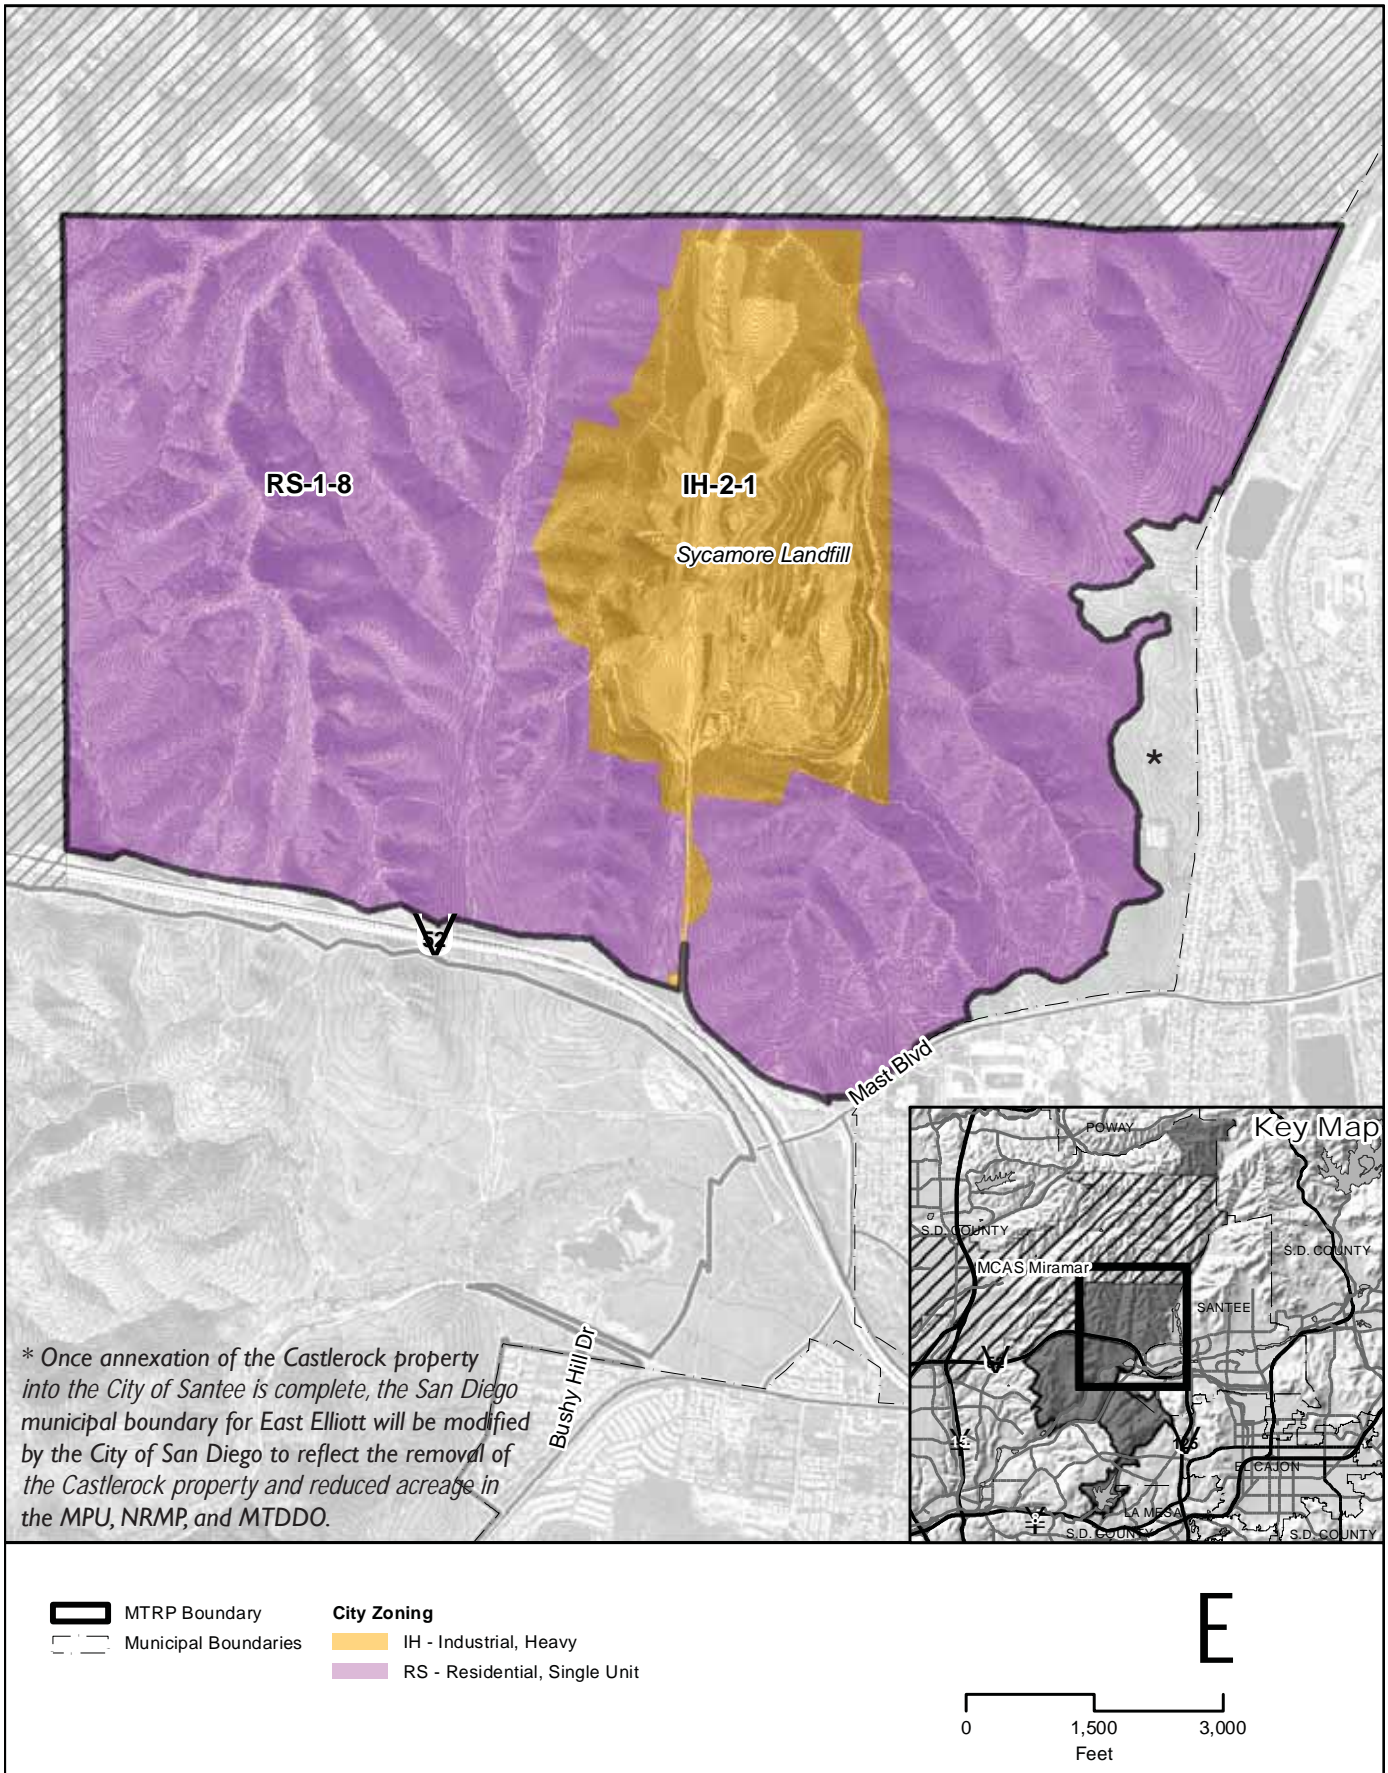 RS-1-8
IH-2-1
Sycamore Landfill
*
52
Mast Blvd
Bushy Hill Dr
* Once annexation of the Castlerock property
into the City of Santee is complete, the San Diego
municipal boundary for East Elliott will be modified
by the City of San Diego to reflect the removal of
the Castlerock property and reduced acreage in
the MPU, NRMP, and MTDDO.
Key Map
POWAY
S.D. COUNTY
S.D. COUNTY
MCAS Miramar
SANTEE
15
125
EL CAJON
LA MESA
8
S.D. COUNTY
S.D. COUNTY
MTRP Boundary
Municipal Boundaries
City Zoning
IH - Industrial, Heavy
RS - Residential, Single Unit
E
0 1,500 3,000
Feet